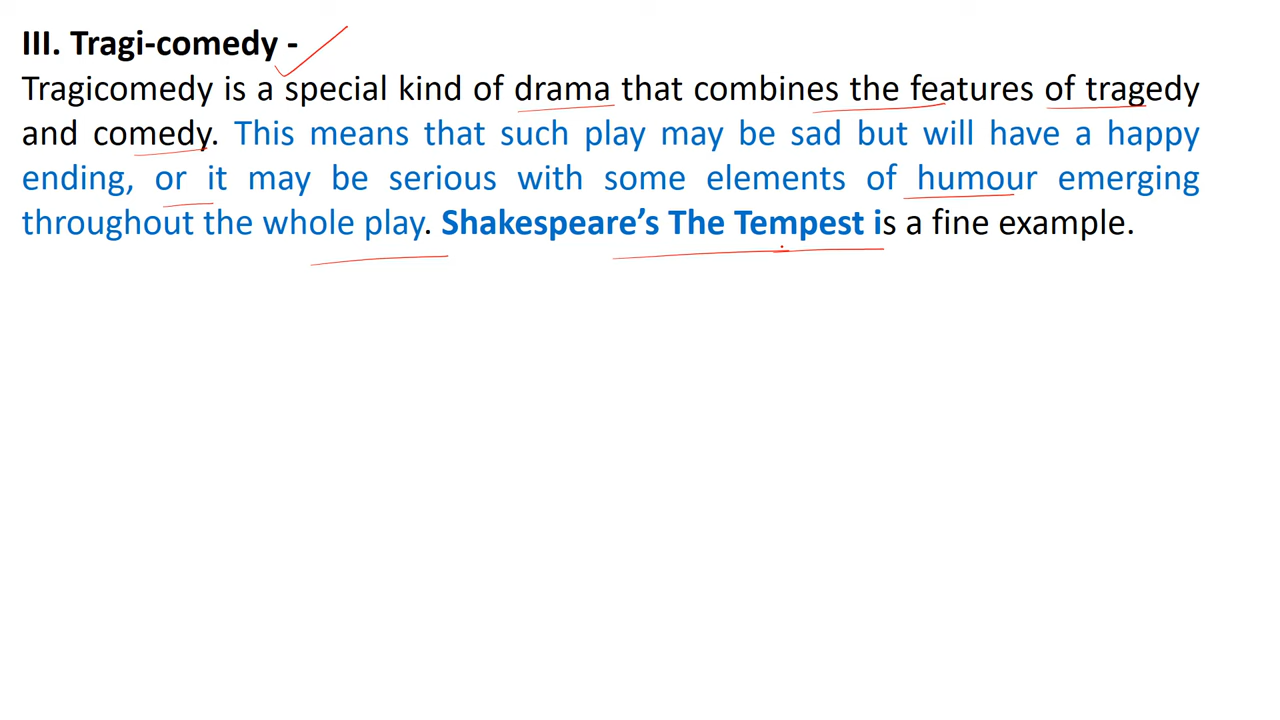 III. Tragi-comedy -
Tragicomedy is a special kind of drama that combines the features of tragedy
and comedy. This means that such play may be sad but will have a happy
ending, or it may be serious with some elements of humour emerging
throughout the whole play. Shakespeare’s The Tempest is a fine example.